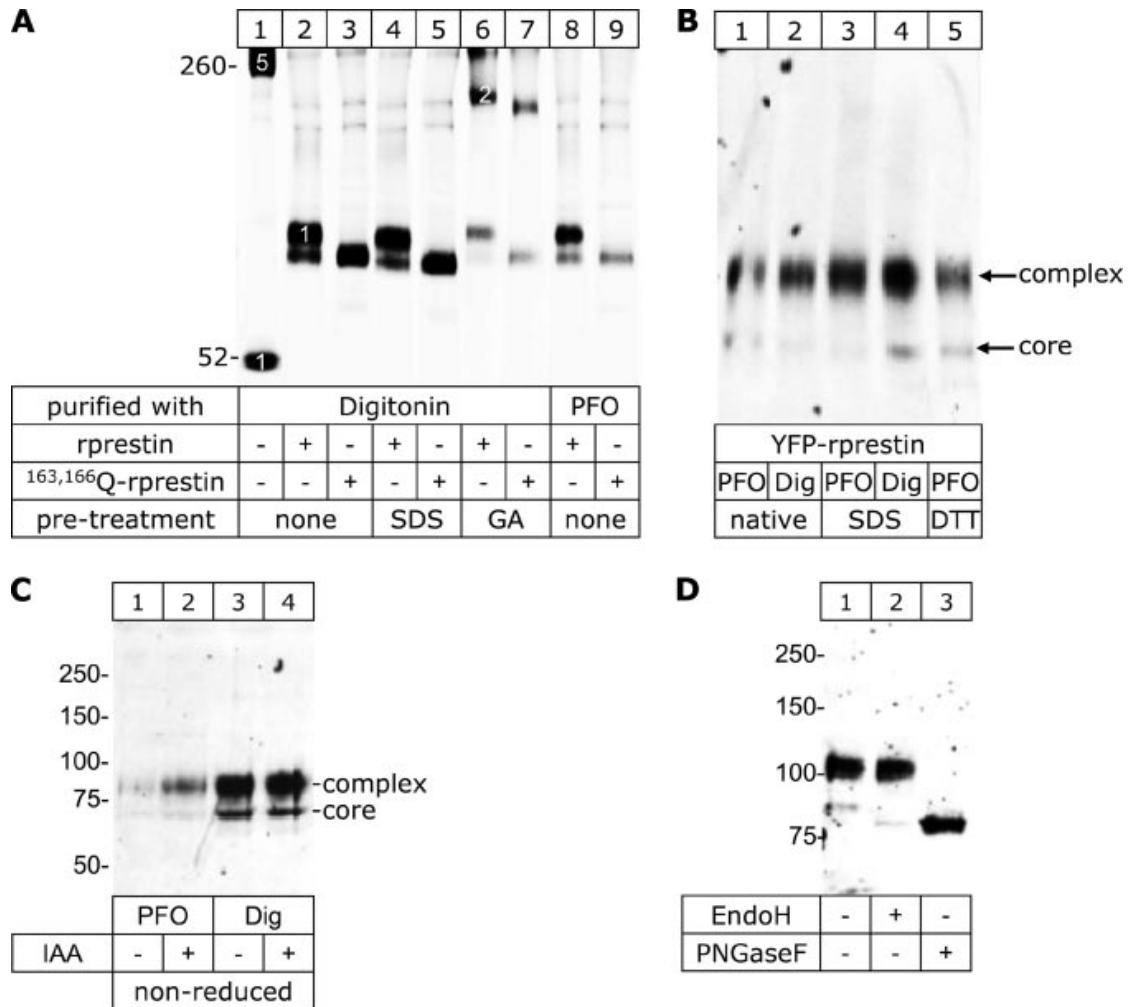 A
1 2 3 4 5 6 7 8 9
260-
5
2
1
52-
1
purified with Digitonin PFO
rprestin - + - + - + - + -
163,166Q-rprestin - - + - + - + - +
pre-treatment none SDS GA none
B
1 2 3 4 5
complex
core
YFP-rprestin
PFO Dig PFO Dig PFO
native SDS DTT
C
1 2 3 4
250-
150-
100-
-complex
75-
-core
50-
PFO Dig
IAA - + - +
non-reduced
D
1 2 3
250-
150-
100-
75-
EndoH - + -
PNGaseF - - +